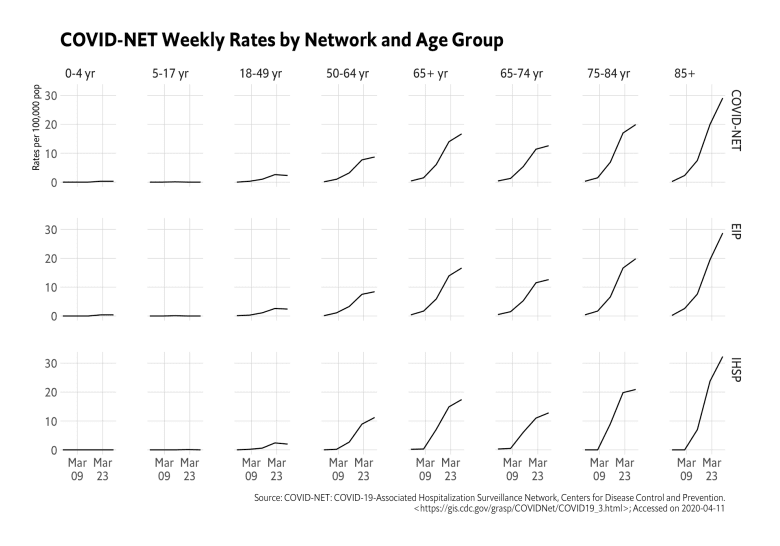 COVID-NET Weekly Rates by Network and Age Group
0-4 yr 5-17 yr 18-49 yr 50-64 yr 65+ yr 65-74 yr 75-84 yr 85+
Rates per 100,000 pop
30
20
10
0
COVID-NET
30
20
10
0
EIP
30
20
10
0
IHSP
Mar Mar Mar Mar Mar Mar Mar Mar Mar Mar Mar Mar Mar Mar Mar Mar
09 23 09 23 09 23 09 23 09 23 09 23 09 23 09 23
Source: COVID-NET: COVID-19-Associated Hospitalization Surveillance Network, Centers for Disease Control and Prevention.
<https://gis.cdc.gov/grasp/COVIDNet/COVID19_3.html>; Accessed on 2020-04-11